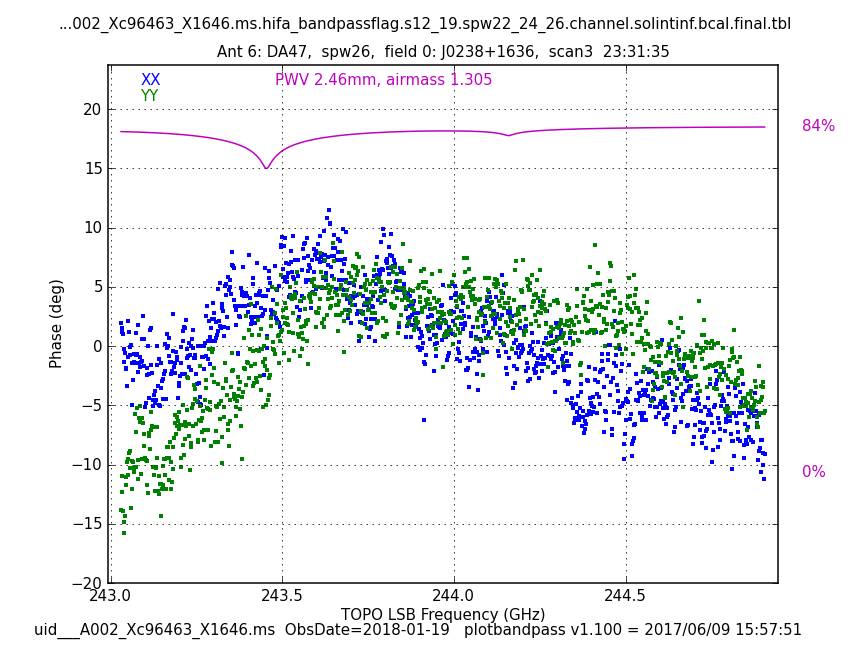 ...002_Xc96463_X1646.ms.hifa_bandpassflag.s12_19.spw22_24_26.channel.solintinf.bcal.final.tbl
Ant 6: DA47,  spw26,  field 0: J0238+1636,  scan3  23:31:35
XX
PWV 2.46mm, airmass 1.305
YY
20
84%
15
10
5
Phase (deg)
0
−5
−10
0%
−15
−20
243.0
243.5
244.0
244.5
TOPO LSB Frequency (GHz)
uid___A002_Xc96463_X1646.ms  ObsDate=2018-01-19   plotbandpass v1.100 = 2017/06/09 15:57:51